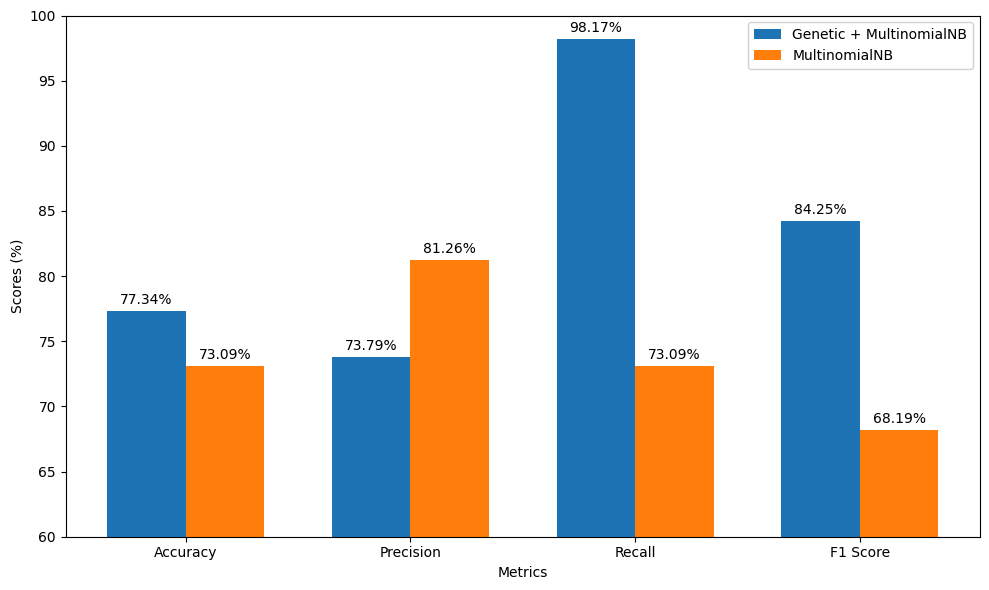 100
95
90
85
80
75
70
65
60
Scores (%)
Genetic + MultinomialNB
MultinomialNB
77.34%
73.09%
73.79%
81.26%
98.17%
73.09%
84.25%
68.19%
Accuracy
Precision
Recall
F1 Score
Metrics